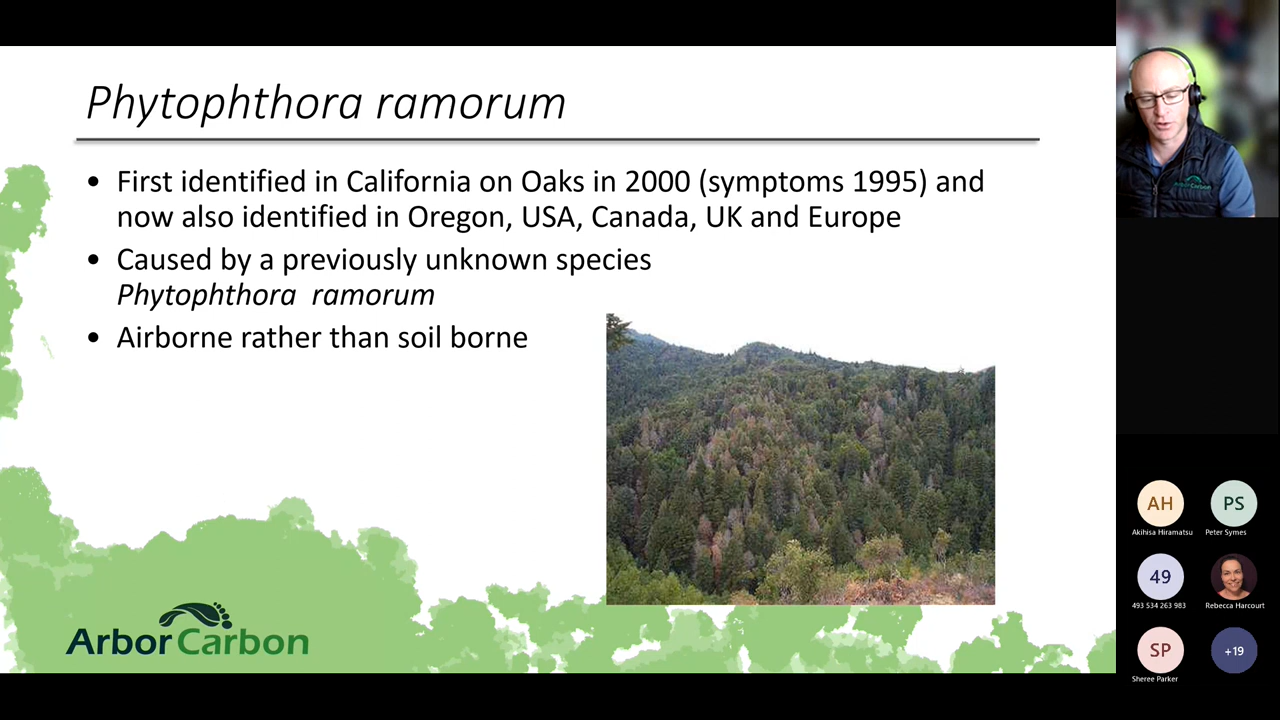 Phytophthora ramorum
• First identified in California on Oaks in 2000 (symptoms 1995) and
now also identified in Oregon, USA, Canada, UK and Europe
• Caused by a previously unknown species
Phytophthora ramorum
• Airborne rather than soil borne
ArborCarbon
ArborCarbon
AH
PS
Akihisa Hiramatsu
Peter Symes
49
493 534 263 983
Rebecca Harcourt
SP
+19
Sheree Parker